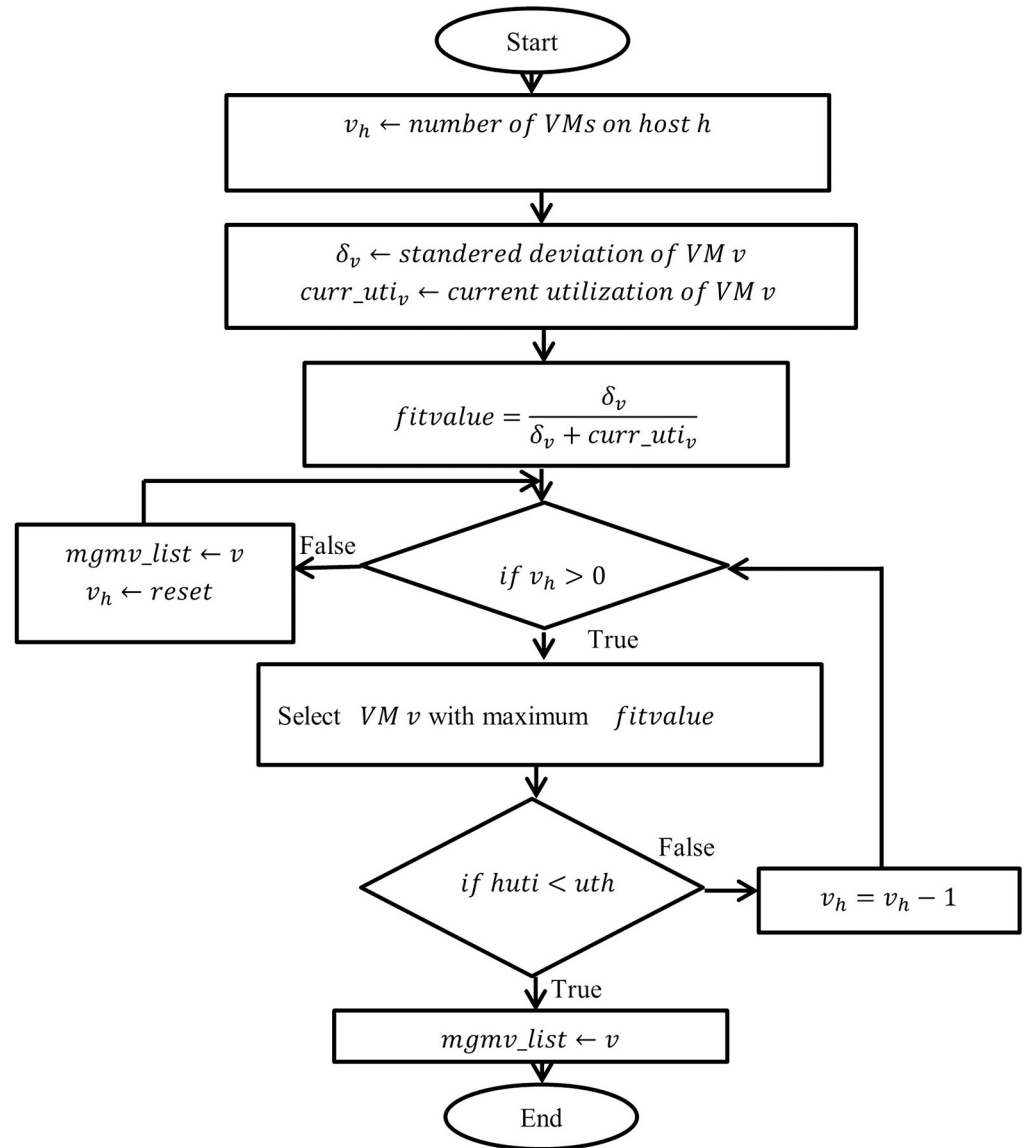 Start
v_h ← number of VMs on host h
δ_v ← standered deviation of VM v
curr_uti_v ← current utilization of VM v
fitvalue = δ_v / (δ_v + curr_uti_v)
mgmv_list ← v
v_h ← reset
False
if v_h > 0
True
Select VM v with maximum fitvalue
if huti < uth
False
v_h = v_h − 1
True
mgmv_list ← v
End